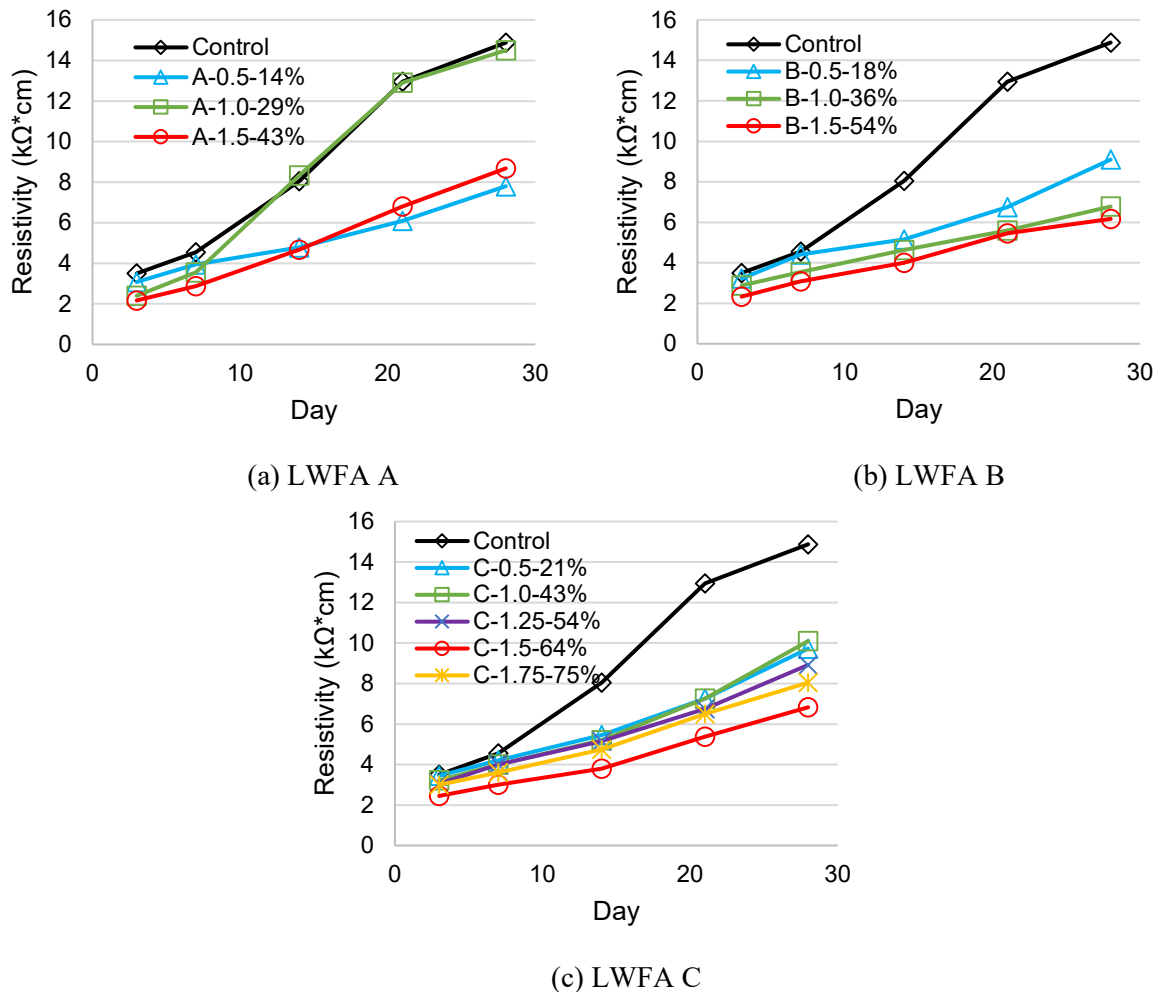 16
14
12
10
8
6
4
2
0
Resistivity (kΩ*cm)
Control
A-0.5-14%
A-1.0-29%
A-1.5-43%
0 10 20 30
Day
(a) LWFA A
16
14
12
10
8
6
4
2
0
Resistivity (kΩ*cm)
Control
B-0.5-18%
B-1.0-36%
B-1.5-54%
0 10 20 30
Day
(b) LWFA B
16
14
12
10
8
6
4
2
0
Resistivity (kΩ*cm)
Control
C-0.5-21%
C-1.0-43%
C-1.25-54%
C-1.5-64%
C-1.75-75%
0 10 20 30
Day
(c) LWFA C